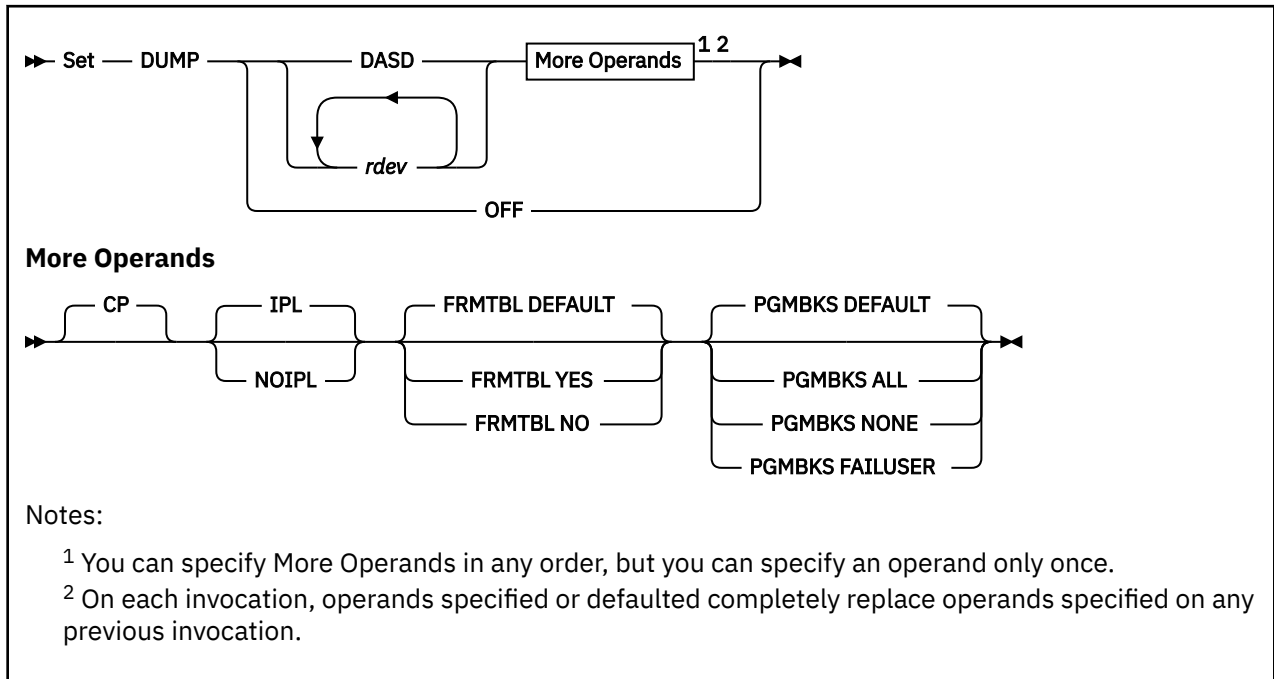 Set DUMP DASD More Operands 1 2
rdev
OFF
More Operands
CP IPL FRMTBL DEFAULT PGMBKS DEFAULT
NOIPL FRMTBL YES PGMBKS ALL
FRMTBL NO PGMBKS NONE
PGMBKS FAILUSER
Notes:
1 You can specify More Operands in any order, but you can specify an operand only once.
2 On each invocation, operands specified or defaulted completely replace operands specified on any
previous invocation.